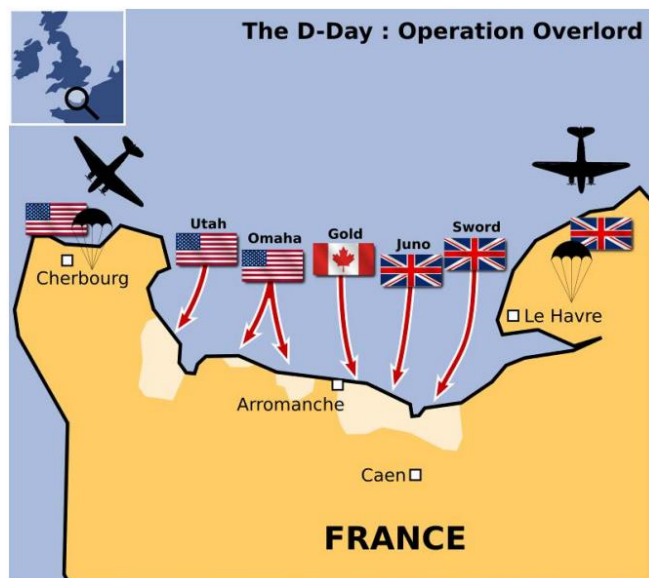 The D-Day : Operation Overlord
Utah
Omaha
Gold
Juno
Sword
Cherbourg
Le Havre
Arromanche
Caen
FRANCE